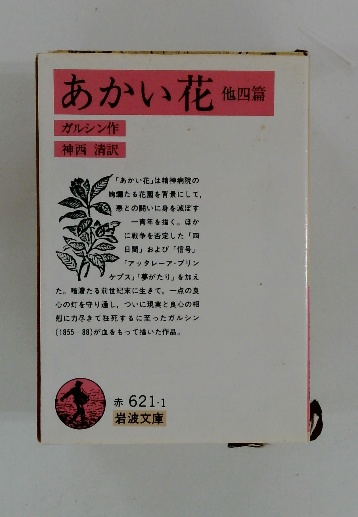 あかい花 他四篇
ガルシン作
神西 清訳
「あかい花」は精神病院の
絢爛たる花園を背景にして、
悪との闘いに身を滅ぼす
一青年を描く。ほか
に戦争を否定した「四
日間」および「信号」
「アッタレーア・プリン
ケプス」「夢がたり」を加え
た。暗澹たる前世紀末に生きて、一点の良
心の灯を守り通し、ついに現実と良心の相
剋に力尽きて狂死するに至ったガルシン
(1855-88)が血をもって描いた作品。
赤 621-1
岩波文庫